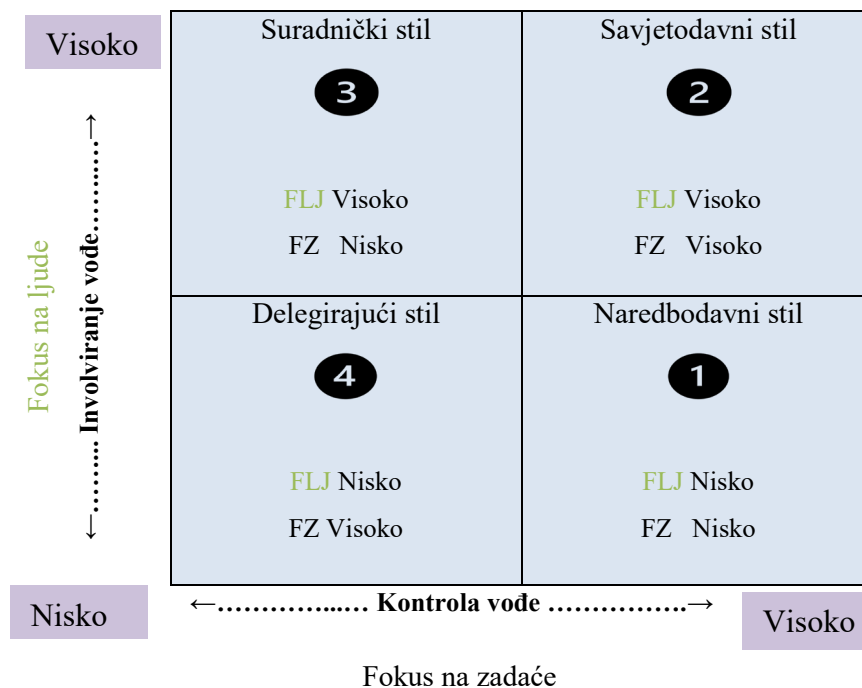 Visoko
Suradnički stil
3
FLJ Visoko
FZ Nisko
Savjetodavni stil
2
FLJ Visoko
FZ Visoko
Fokus na ljude
←…….. Involviranje vođe……..…→
Delegirajući stil
4
FLJ Nisko
FZ Visoko
Naredbodavni stil
1
FLJ Nisko
FZ Nisko
Nisko
←…………...… Kontrola vođe …………….→
Visoko
Fokus na zadaće